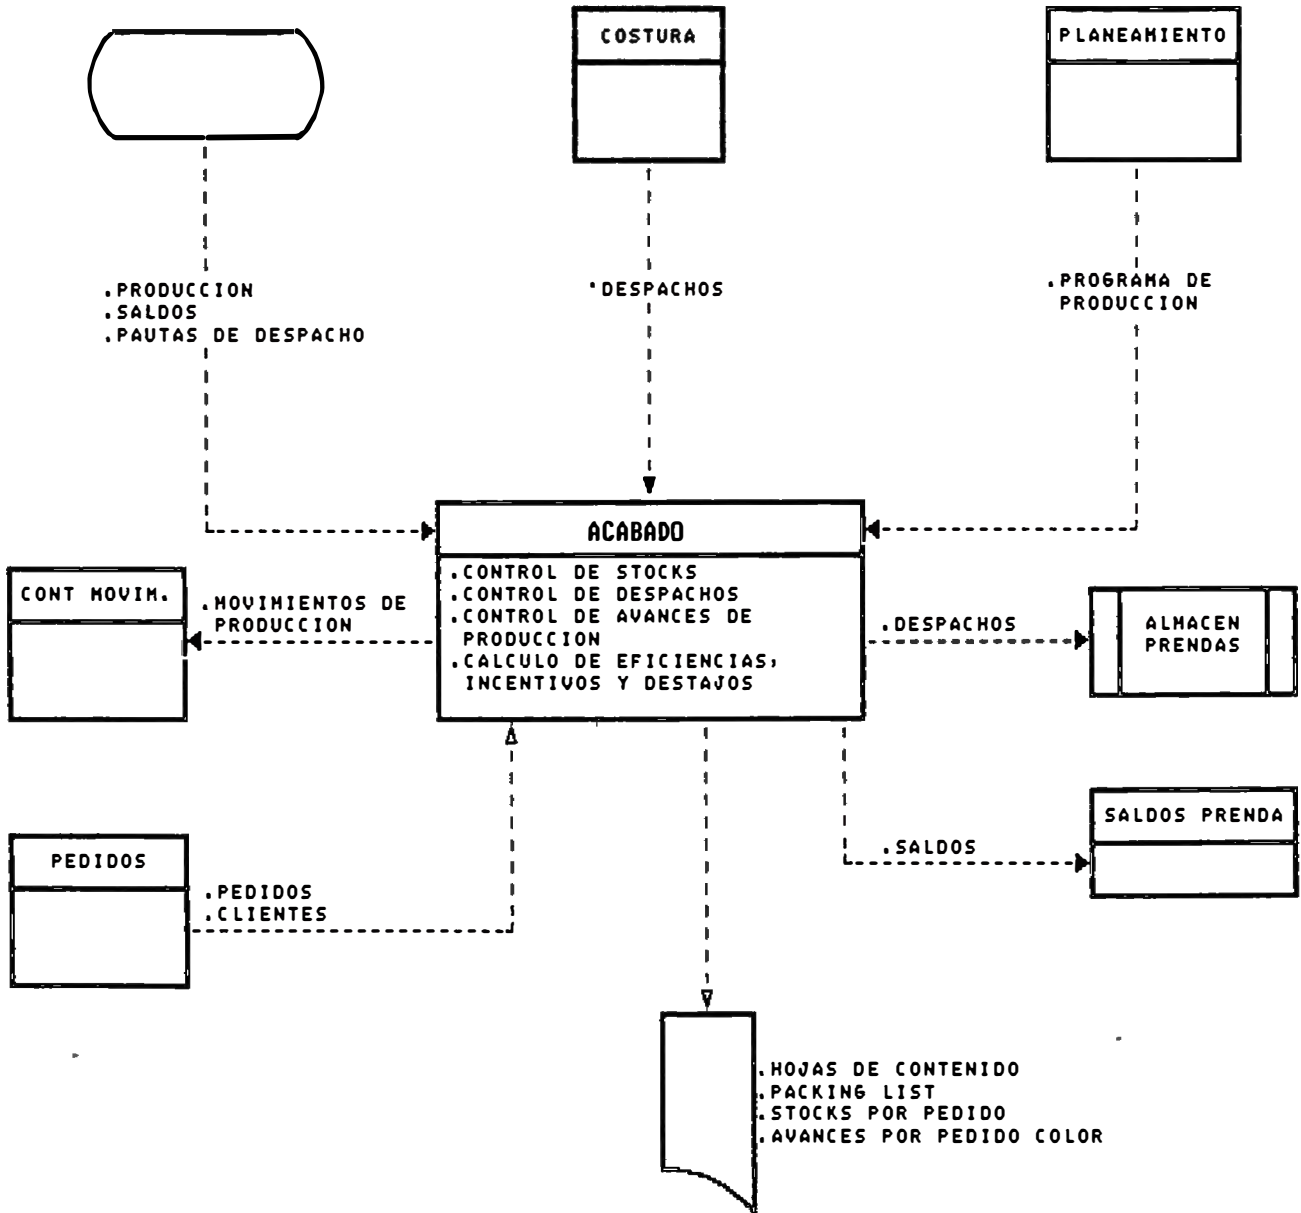 COSTURA
PLANEAMIENTO
.PRODUCCION
.SALDOS
.PAUTAS DE DESPACHO
.DESPACHOS
.PROGRAMA DE
PRODUCCION
ACABADO
.CONTROL DE STOCKS
.CONTROL DE DESPACHOS
.CONTROL DE AVANCES DE
PRODUCCION
.CALCULO DE EFICIENCIAS,
INCENTIVOS Y DESTAJOS
CONT MOVIM.
.MOVIMIENTOS DE
PRODUCCION
.DESPACHOS
ALMACEN
PRENDAS
PEDIDOS
.PEDIDOS
.CLIENTES
.SALDOS
SALDOS PRENDA
.HOJAS DE CONTENIDO
.PACKING LIST
.STOCKS POR PEDIDO
.AVANCES POR PEDIDO COLOR